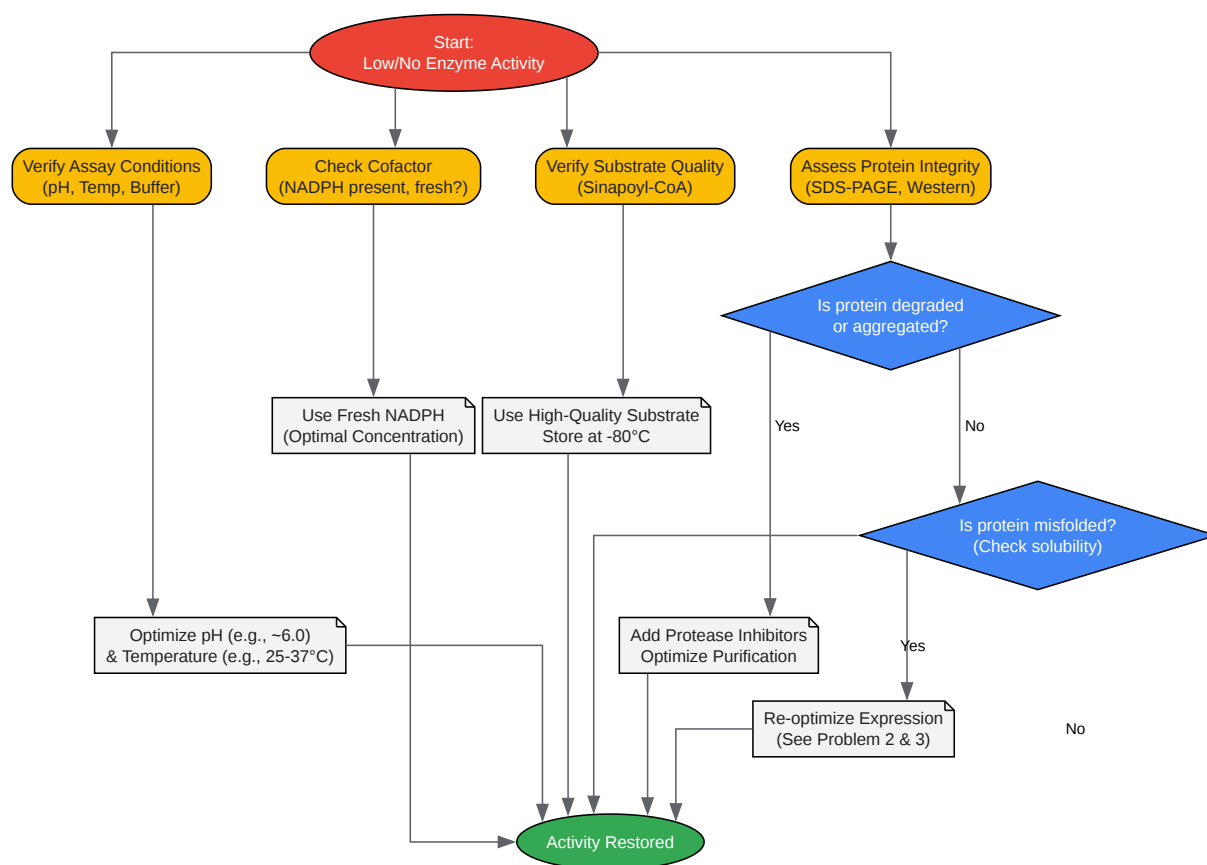 Start:
Low/No Enzyme Activity
Verify Assay Conditions
(pH, Temp, Buffer)
Check Cofactor
(NADPH present, fresh?)
Verify Substrate Quality
(Sinapoyl-CoA)
Assess Protein Integrity
(SDS-PAGE, Western)
Is protein degraded
or aggregated?
Use Fresh NADPH
(Optimal Concentration)
Use High-Quality Substrate
Store at -80°C
Yes
No
Is protein misfolded?
(Check solubility)
Optimize pH (e.g., ~6.0)
& Temperature (e.g., 25-37°C)
Add Protease Inhibitors
Optimize Purification
Yes
Re-optimize Expression
(See Problem 2 & 3)
No
Activity Restored